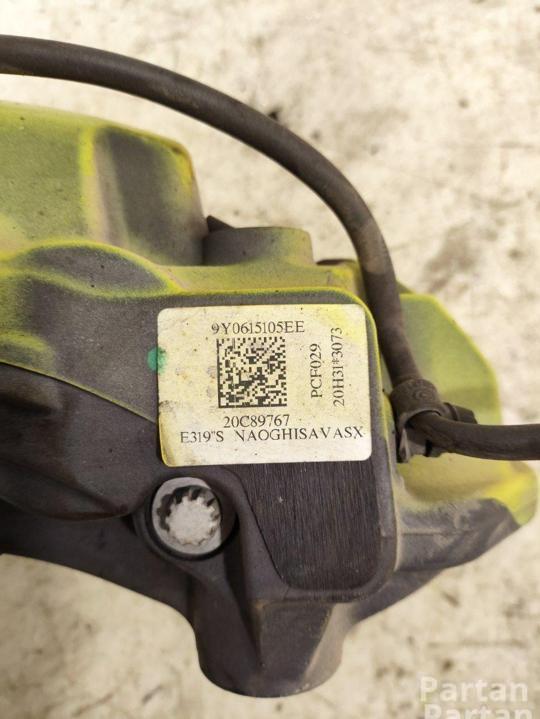 9Y0615105EE
20C89767
E319"S NAOGHISAVASX
PCF029
20H31*3073
Partan
Partan